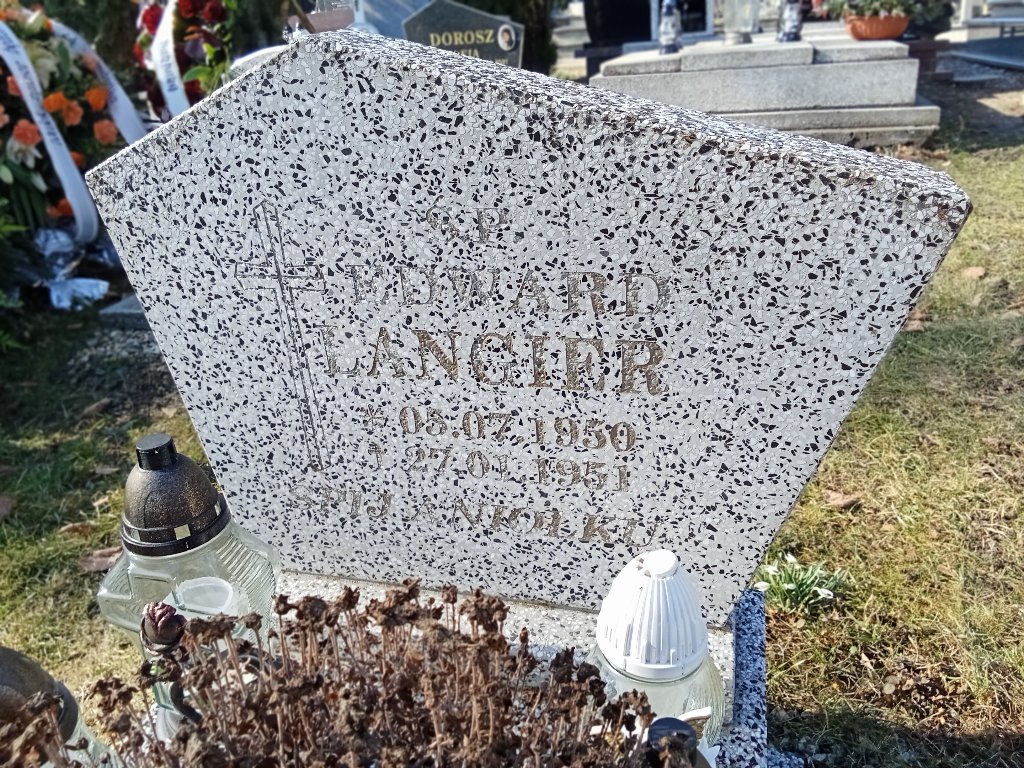 DOROSZ
Ś.P.
EDWARD
LANGIER
* 05.07.1950
† 27.01.1951
ŚPIJ ANIOŁKU